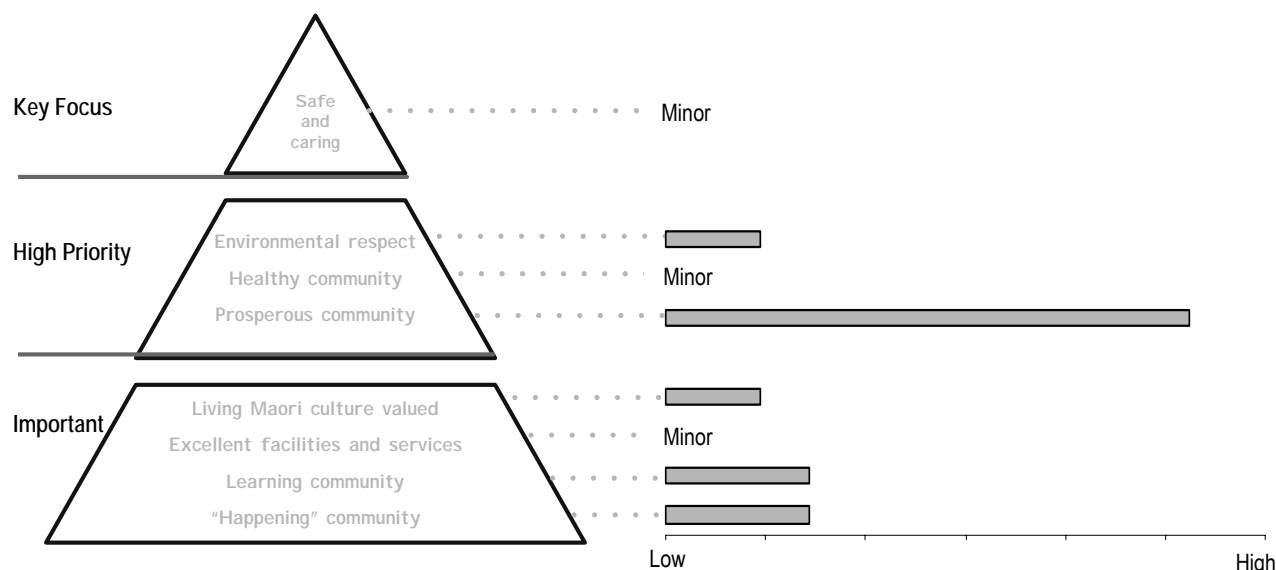 Key Focus
Safe
and
caring
Minor
High Priority
Environmental respect
Healthy community
Minor
Prosperous community
Important
Living Maori culture valued
Excellent facilities and services
Minor
Learning community
“Happening” community
Low
High